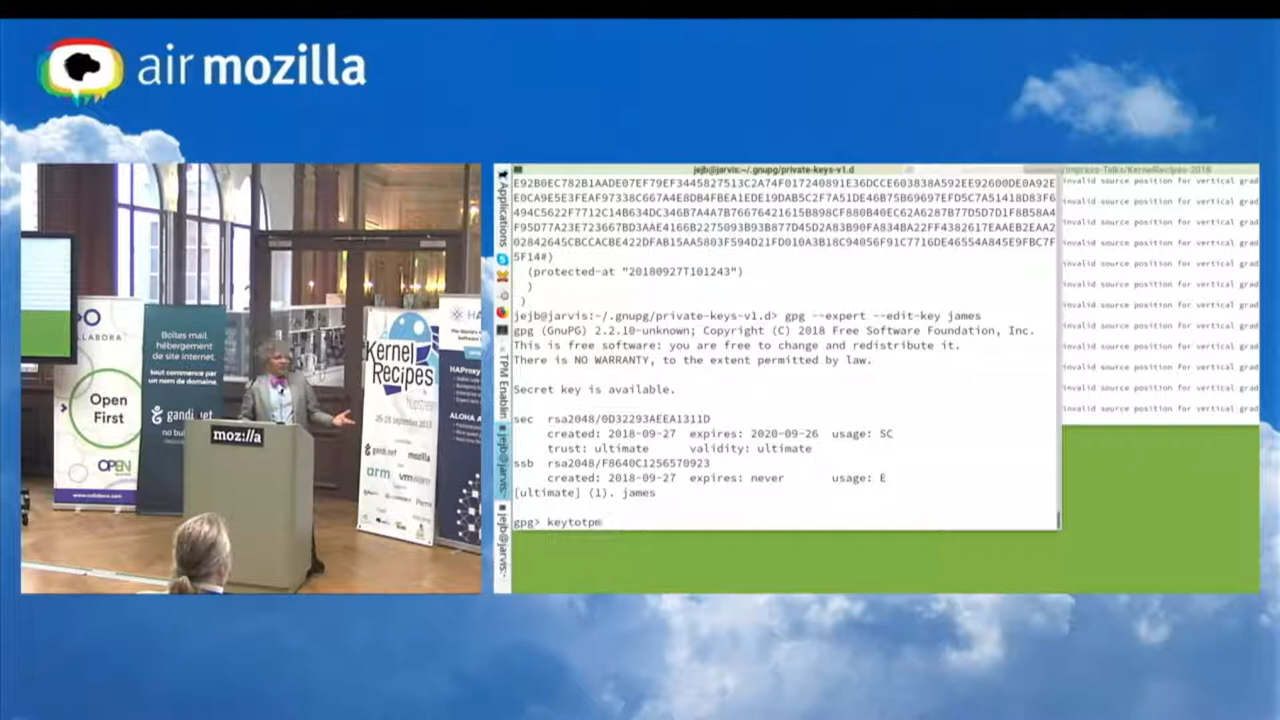 air mozilla
jejb@jarvis:~/.gnupg/private-keys-v1.d
E92B0EC782B1AADE07EF79EF3445827513C2A74F017240891E36DCCE603838A592EE92600DE0A92E
E0CA9E5E3FEAF97338C667A4E8DB4FBEA1EDE19DAB5C2F7A51DE46B75B69697EFD5C7A51418D83F6
494C5622F7712C14B634DC346B7A4A7B76676421615B898CF880B40EC62A6287B77D5D7D1F8B58A4
F95D77A23E723667BD3AAE4166B2275093B93B877D45D2A83B90FA834BA22FF4382617EAAEB2EAA2
02842645CBCCACBE422DFAB15AA5803F594D21FD010A3B18C94056F91C7716DE46554A845E9FBC7F
5F14#)
(protected-at "20180927T101243")
)
)
jejb@jarvis:~/.gnupg/private-keys-v1.d> gpg --expert --edit-key james
gpg (GnuPG) 2.2.10-unknown; Copyright (C) 2018 Free Software Foundation, Inc.
This is free software: you are free to change and redistribute it.
There is NO WARRANTY, to the extent permitted by law.
Secret key is available.
sec rsa2048/0D32293AEEA1311D
created: 2018-09-27 expires: 2020-09-26 usage: SC
trust: ultimate validity: ultimate
ssb rsa2048/F8640C1256570923
created: 2018-09-27 expires: never usage: E
[ultimate] (1). james
gpg> keytotpm
invalid source position for vertical grad
invalid source position for vertical grad
invalid source position for vertical grad
invalid source position for vertical grad
invalid source position for vertical grad
invalid source position for vertical grad
invalid source position for vertical grad
invalid source position for vertical grad
invalid source position for vertical grad
invalid source position for vertical grad
invalid source position for vertical grad
invalid source position for vertical grad
Applications
TPM Enablin
jejb@jarvis:~
jejb@jarvis:~
LABORA
Open
First
OPEN
Boîtes mail,
hébergement
de site internet,
tout commence par
un nom de domaine.
gandi.net
moz://a
Kernel
Recipes
gandi.net mozilla
arm vmware
HAProxy
ALOHA